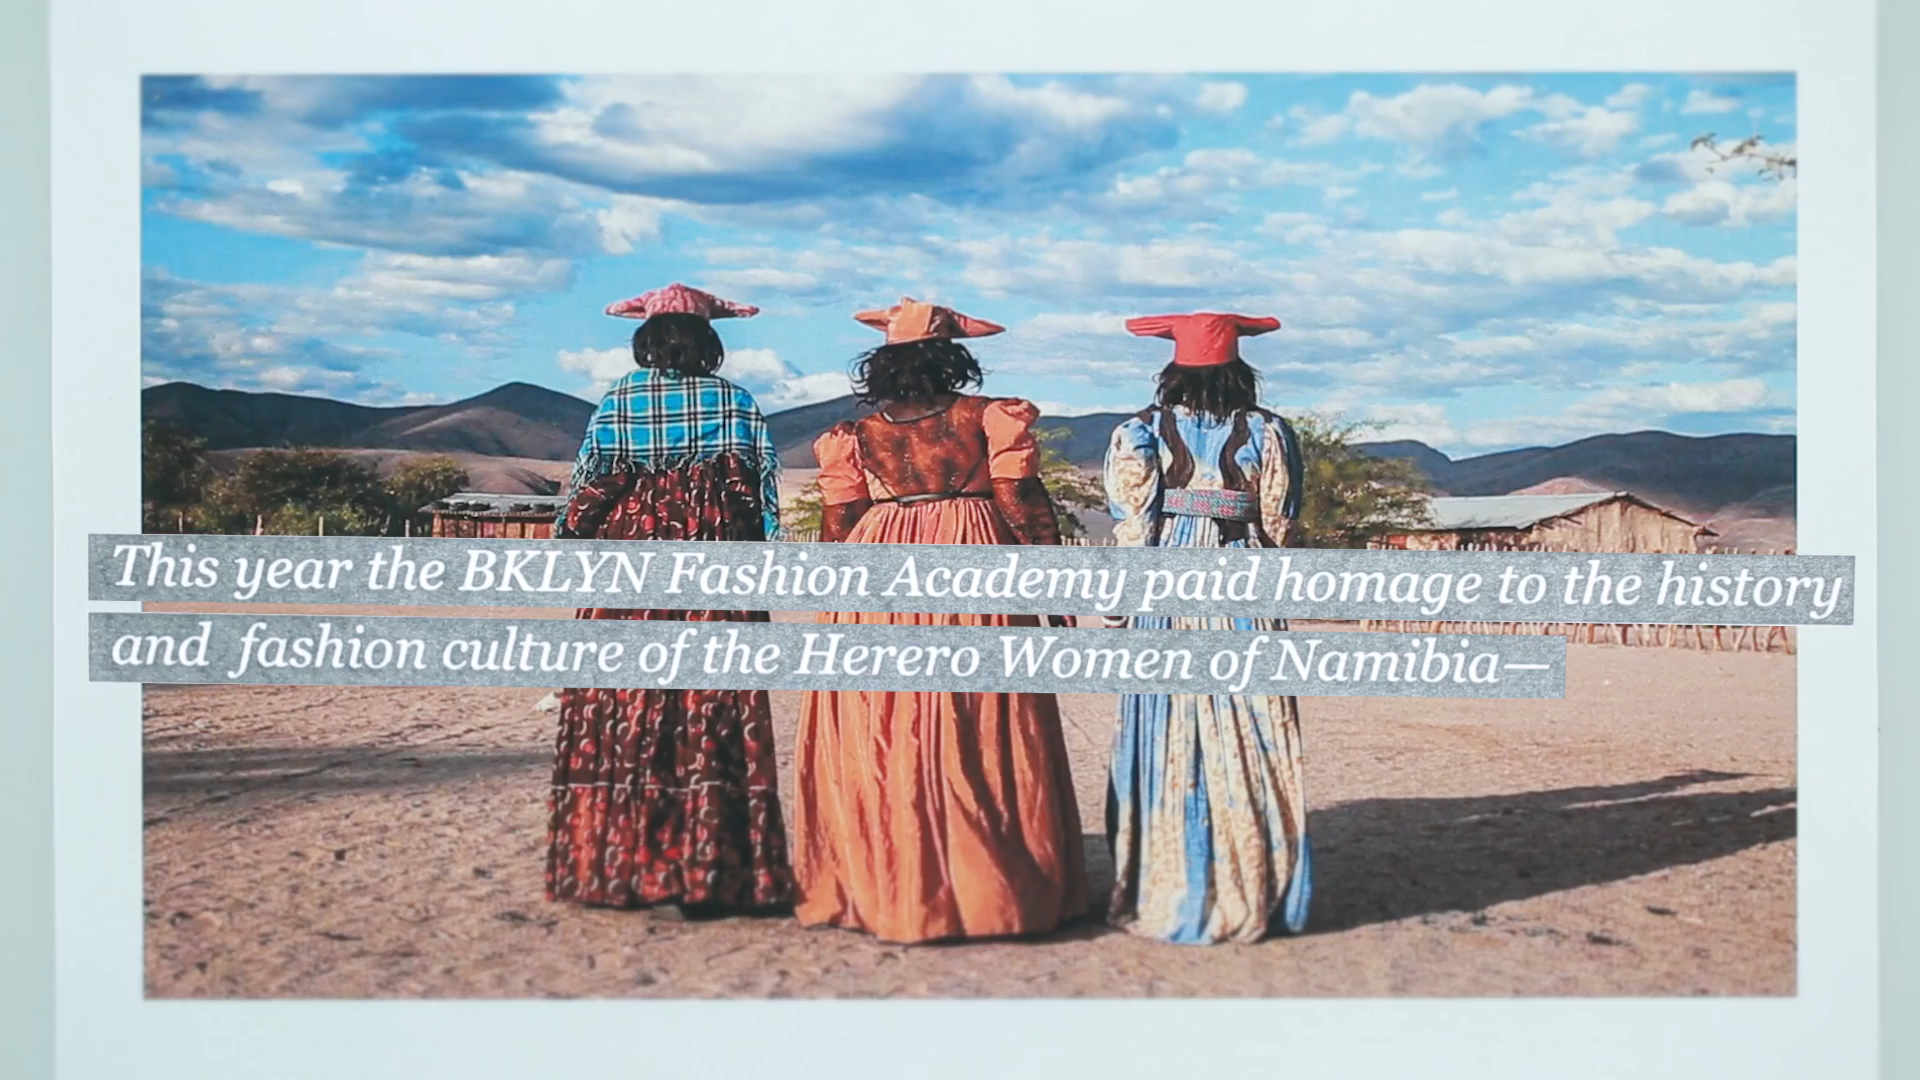 This year the BKLYN Fashion Academy paid homage to the history
and fashion culture of the Herero Women of Namibia—